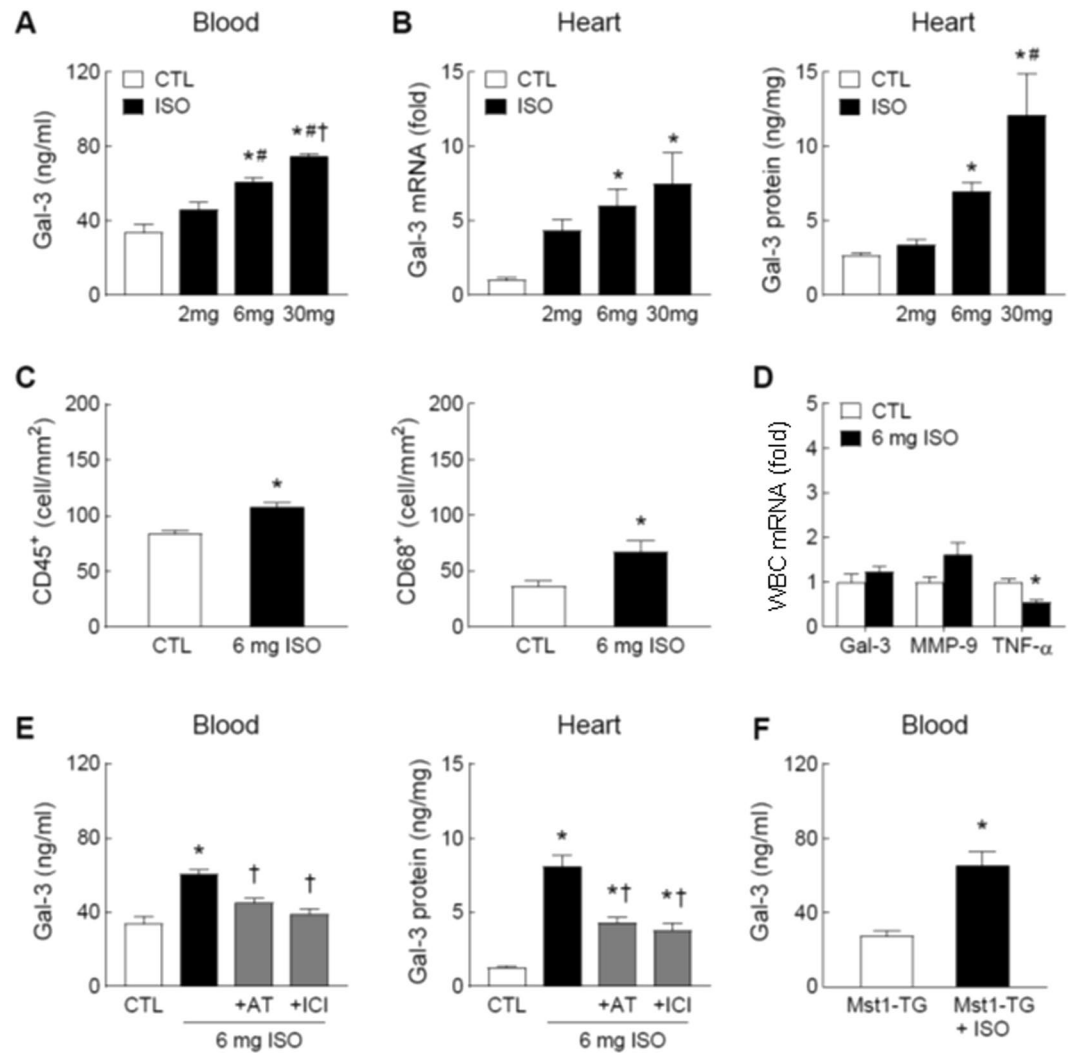 A
Blood
Gal-3 (ng/ml)
120
80
40
0
CTL
ISO
*#
*#†
2mg
6mg
30mg
B
Heart
Gal-3 mRNA (fold)
15
10
5
0
CTL
ISO
*
*
2mg
6mg
30mg
Heart
Gal-3 protein (ng/mg)
15
10
5
0
CTL
ISO
*
*#
2mg
6mg
30mg
C
CD45+ (cell/mm2)
200
150
100
50
0
*
CTL
6 mg ISO
CD68+ (cell/mm2)
200
150
100
50
0
*
CTL
6 mg ISO
D
WBC mRNA (fold)
5
4
3
2
1
0
CTL
6 mg ISO
*
Gal-3
MMP-9
TNF-α
E
Blood
Gal-3 (ng/ml)
120
80
40
0
*
†
†
CTL
+AT
+ICI
6 mg ISO
Heart
Gal-3 protein (ng/mg)
15
10
5
0
*
*†
*†
CTL
+AT
+ICI
6 mg ISO
F
Blood
Gal-3 (ng/ml)
120
80
40
0
*
Mst1-TG
Mst1-TG
+ ISO